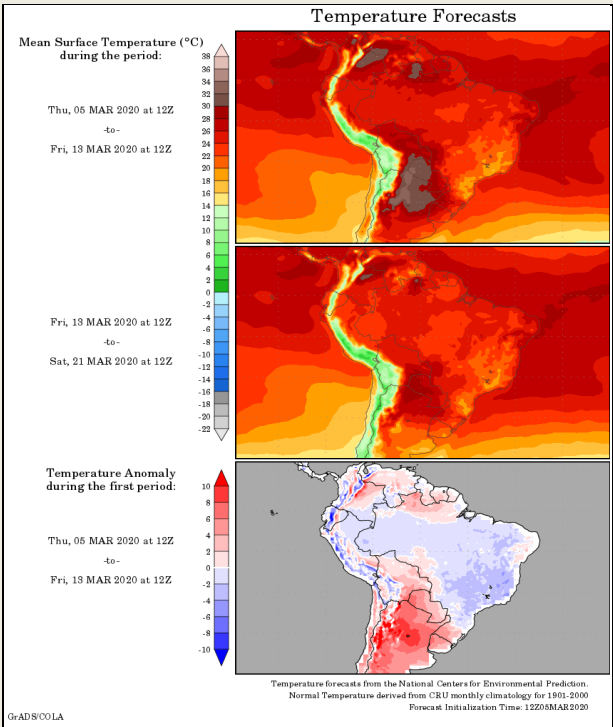 Temperature Forecasts
Mean Surface Temperature (°C)
during the period:
Thu, 05 MAR 2020 at 12Z
-to-
Fri, 13 MAR 2020 at 12Z
38
36
34
32
30
28
26
24
22
20
18
16
14
12
10
8
6
4
2
0
-2
-4
-6
-8
-10
-12
-14
-16
-18
-20
-22
Fri, 13 MAR 2020 at 12Z
-to-
Sat, 21 MAR 2020 at 12Z
Temperature Anomaly
during the first period:
Thu, 05 MAR 2020 at 12Z
-to-
Fri, 13 MAR 2020 at 12Z
10
8
6
4
2
0
-2
-4
-6
-8
-10
Temperature forecasts from the National Centers for Environmental Prediction.
Normal Temperature derived from CRU monthly climatology for 1901-2000
Forecast Initialization Time: 12Z05MAR2020
GrADS/COLA